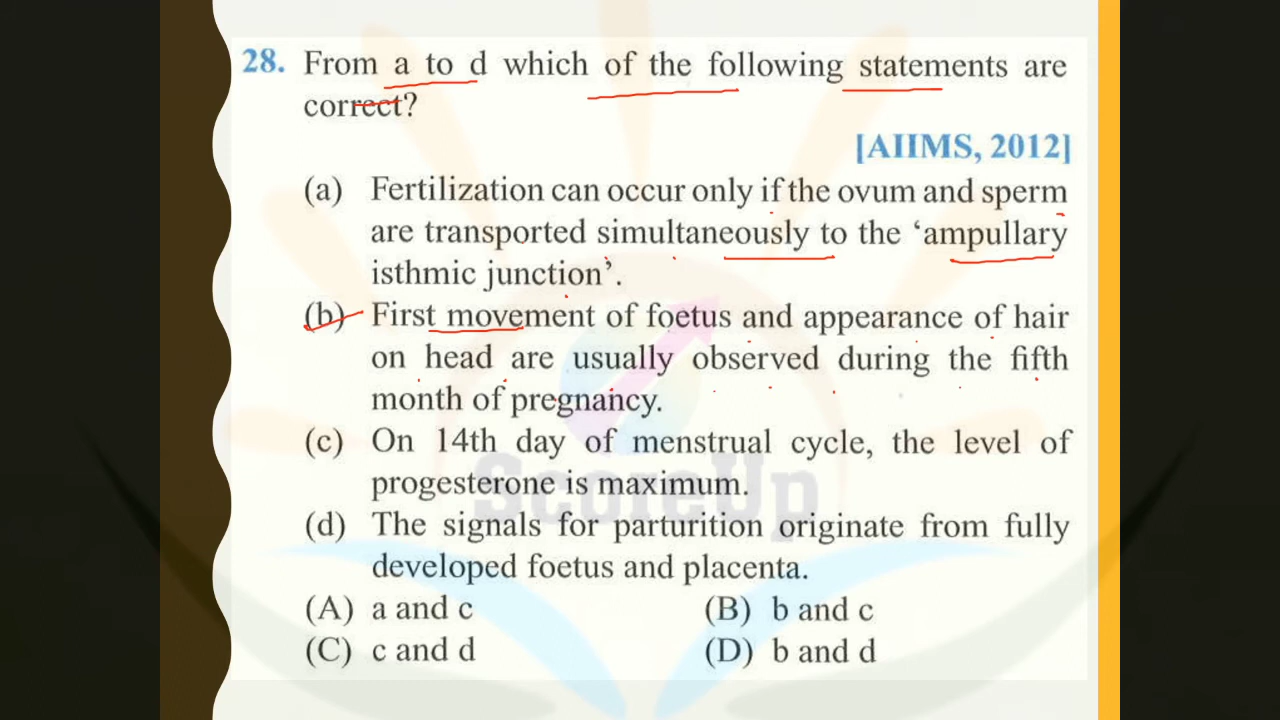 28. From a to d which of the following statements are
correct?
[AIIMS, 2012]
(a) Fertilization can occur only if the ovum and sperm
are transported simultaneously to the ‘ampullary
isthmic junction’.
(b) First movement of foetus and appearance of hair
on head are usually observed during the fifth
month of pregnancy.
(c) On 14th day of menstrual cycle, the level of
progesterone is maximum.
ScoreUp
(d) The signals for parturition originate from fully
developed foetus and placenta.
(A) a and c (B) b and c
(C) c and d (D) b and d